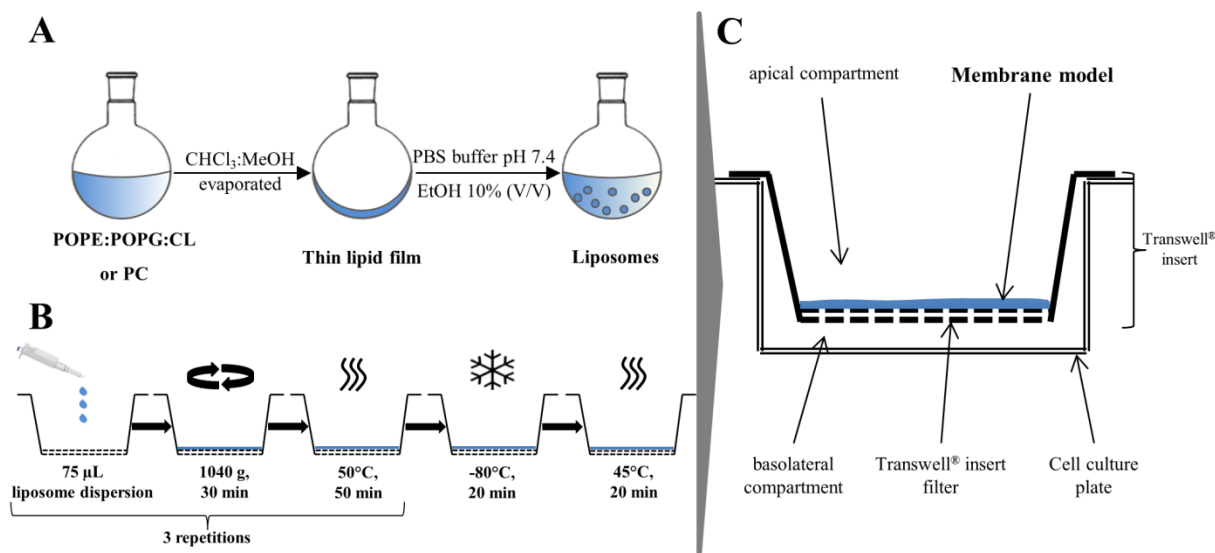 A
CHCl₃:MeOH
evaporated
PBS buffer pH 7.4
EtOH 10% (V/V)
POPE:POPG:CL
or PC
Thin lipid film
Liposomes
B
75 µL
liposome dispersion
1040 g,
30 min
50°C,
50 min
-80°C,
20 min
45°C,
20 min
3 repetitions
C
apical compartment
Membrane model
Transwell®
insert
basolateral
compartment
Transwell® insert
filter
Cell culture
plate